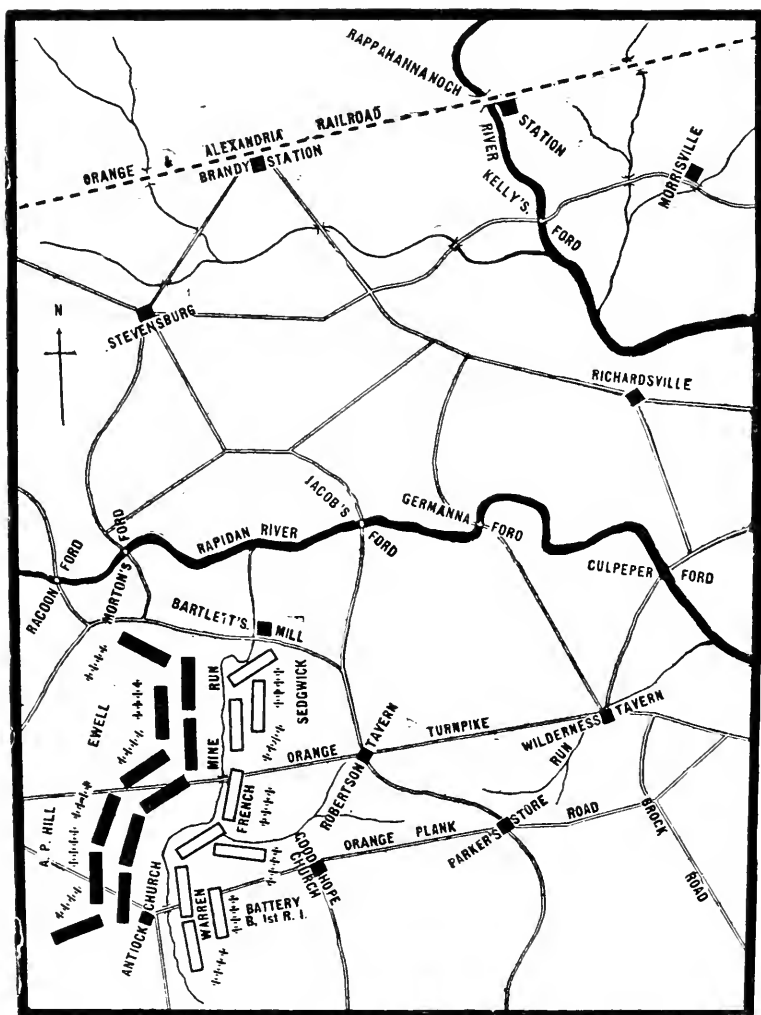 RAPPAHANNOCH
STATION
RIVER
ORANGE ALEXANDRIA RAILROAD
BRANDY STATION
MORRISVILLE
KELLY'S.
FORD
N
STEVENSBURG
RICHARDSVILLE
JACOB'S
FORD
GERMANNA FORD
RAPIDAN RIVER
CULPEPER FORD
RACOON FORD
MORTON'S FORD
BARTLETT'S MILL
MINE RUN
SEDGWICK
EWELL
ORANGE TURNPIKE
ROBERTSON TAVERN
WILDERNESS TAVERN
RUN
FRENCH
A. P. HILL
ORANGE PLANK ROAD
PARKER'S STORE
BROCK ROAD
GOOD HOPE
CHURCH
ANTIOCK CHURCH
WARREN
BATTERY
B, 1st R. I.